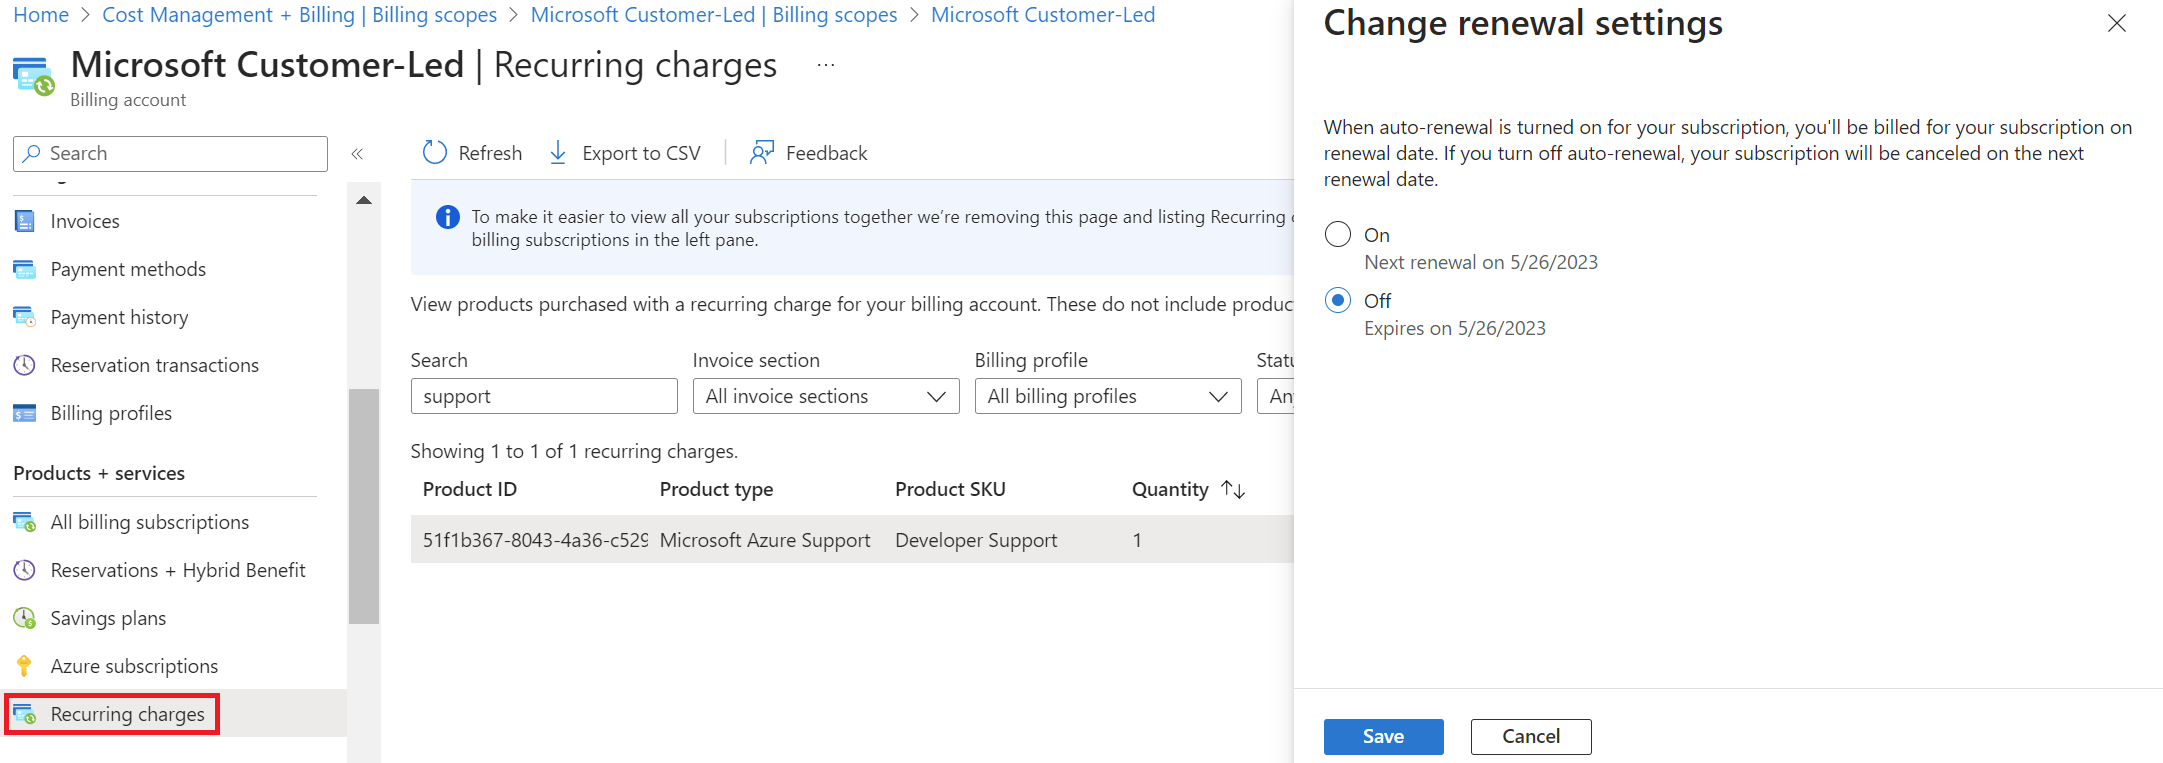 Home > Cost Management + Billing | Billing scopes > Microsoft Customer-Led | Billing scopes > Microsoft Customer-Led
Microsoft Customer-Led | Recurring charges ...
Billing account
Search
«
Invoices
Payment methods
Payment history
Reservation transactions
Billing profiles
Products + services
All billing subscriptions
Reservations + Hybrid Benefit
Savings plans
Azure subscriptions
Recurring charges
Refresh Export to CSV Feedback
To make it easier to view all your subscriptions together we're removing this page and listing Recurring
billing subscriptions in the left pane.
View products purchased with a recurring charge for your billing account. These do not include produc
Search Invoice section Billing profile Statu
support All invoice sections All billing profiles An
Showing 1 to 1 of 1 recurring charges.
Product ID Product type Product SKU Quantity ↑↓
51f1b367-8043-4a36-c529 Microsoft Azure Support Developer Support 1
Change renewal settings
When auto-renewal is turned on for your subscription, you'll be billed for your subscription on
renewal date. If you turn off auto-renewal, your subscription will be canceled on the next
renewal date.
On
Next renewal on 5/26/2023
Off
Expires on 5/26/2023
Save Cancel